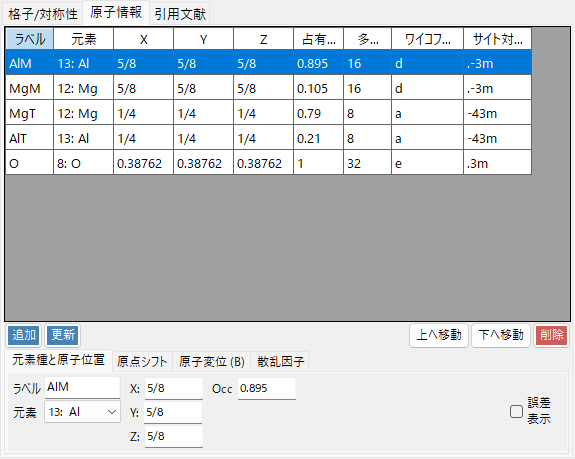 格子/対称性 原子情報 引用文献
ラベル 元素 X Y Z 占有... 多... ワイコフ... サイト対...
AlM 13: Al 5/8 5/8 5/8 0.895 16 d .-3m
MgM 12: Mg 5/8 5/8 5/8 0.105 16 d .-3m
MgT 12: Mg 1/4 1/4 1/4 0.79 8 a -43m
AlT 13: Al 1/4 1/4 1/4 0.21 8 a -43m
O 8: O 0.38762 0.38762 0.38762 1 32 e .3m
追加 更新 上へ移動 下へ移動 削除
元素種と原子位置 原点シフト 原子変位 (B) 散乱因子
ラベル AlM X: 5/8 Occ 0.895
元素 13: Al Y: 5/8
Z: 5/8
誤差
表示